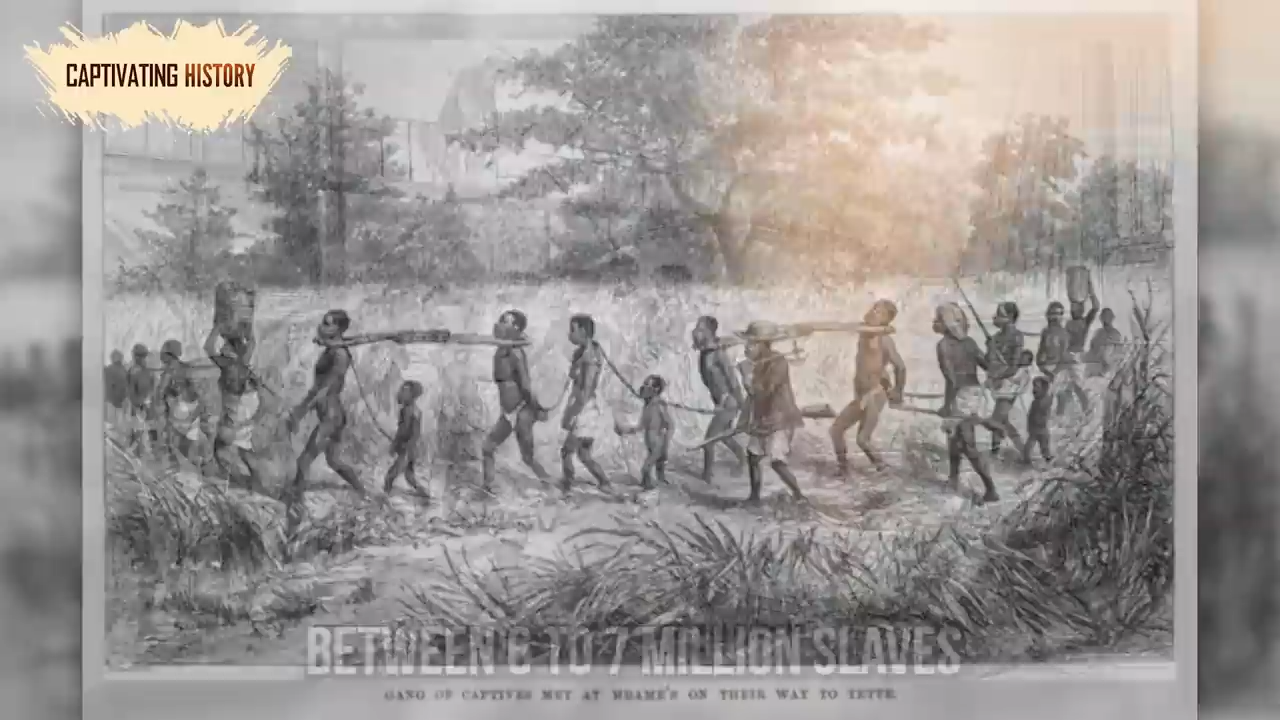 CAPTIVATING HISTORY
BETWEEN 6 TO 7 MILLION SLAVES
GANG OF CAPTIVES MET AT MBAME'S ON THEIR WAY TO TETTE.